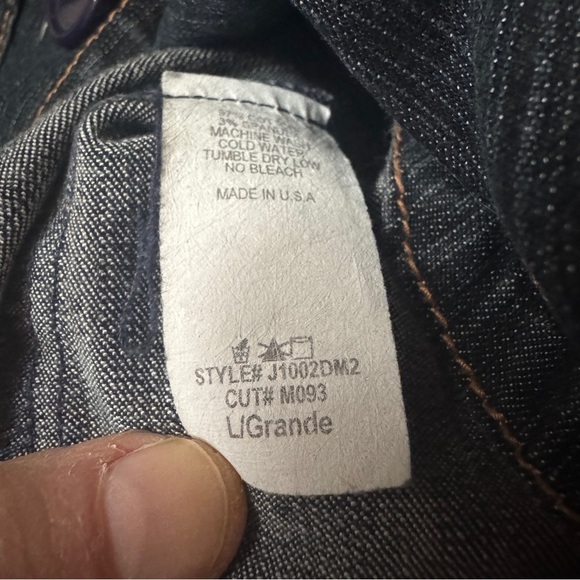 MACHINE WASH
COLD WATER
TUMBLE DRY LOW
NO BLEACH
MADE IN U.S.A
STYLE# J1002DM2
CUT# M093
L/Grande